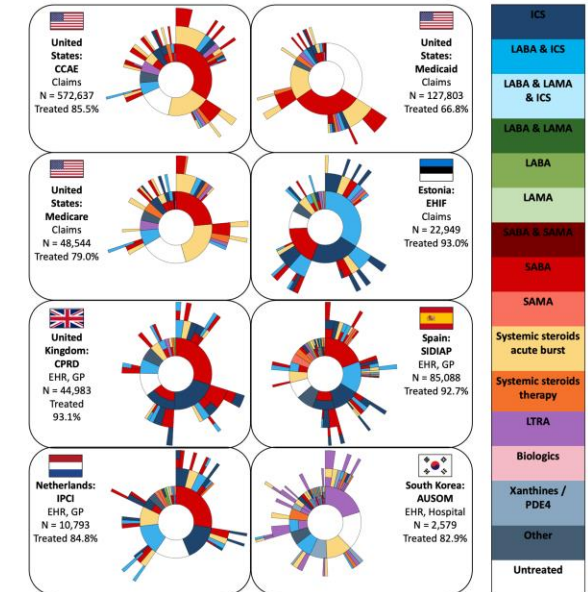 United
States:
CCAE
Claims
N = 572,637
Treated 85.5%
United
States:
Medicaid
Claims
N = 127,803
Treated 66.8%
United
States:
Medicare
Claims
N = 48,544
Treated 79.0%
Estonia:
EHIF
Claims
N = 22,949
Treated 93.0%
United
Kingdom:
CPRD
EHR, GP
N = 44,983
Treated
93.1%
Spain:
SIDIAP
EHR, GP
N = 85,088
Treated 92.7%
Netherlands:
IPCI
EHR, GP
N = 10,793
Treated 84.8%
South Korea:
AUSOM
EHR, Hospital
N = 2,579
Treated 82.9%
ICS
LABA & ICS
LABA & LAMA
& ICS
LABA & LAMA
LABA
LAMA
SABA & SAMA
SABA
SAMA
Systemic steroids
acute burst
Systemic steroids
therapy
LTRA
Biologics
Xanthines /
PDE4
Other
Untreated